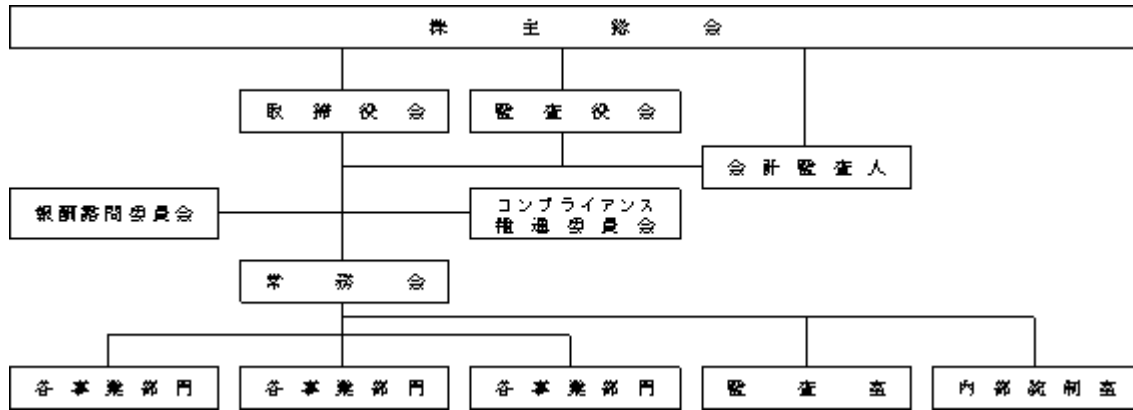 株主総会
取締役会
監査役会
会計監査人
報酬諮問委員会
コンプライアンス
推進委員会
常務会
各事業部門
各事業部門
各事業部門
監査室
内部統制室